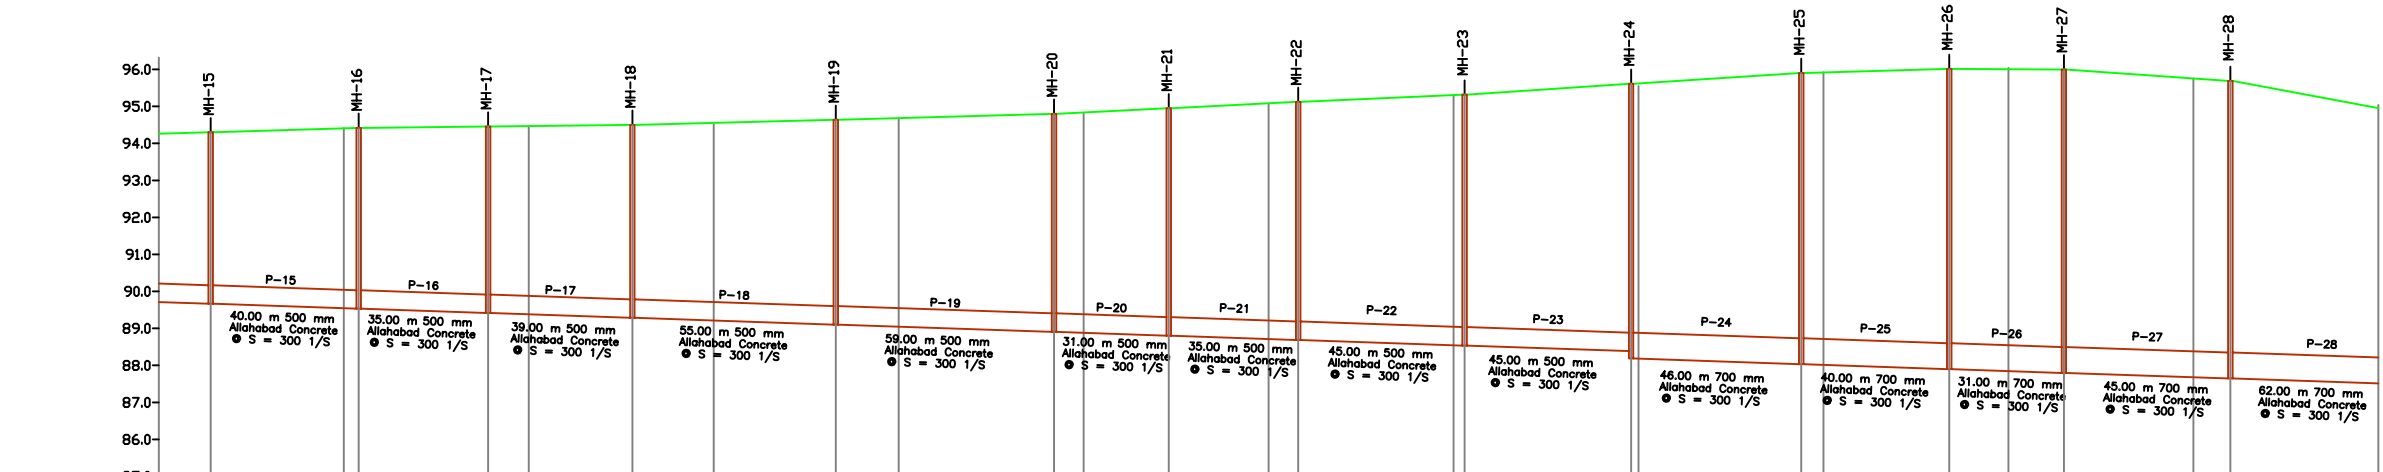 MH-15
MH-16
MH-17
MH-18
MH-19
MH-20
MH-21
MH-22
MH-23
MH-24
MH-25
MH-26
MH-27
MH-28
96.0
95.0
94.0
93.0
92.0
91.0
90.0
89.0
88.0
87.0
86.0
P-15
40.00 m 500 mm
Allahabad Concrete
@ S = 300 1/S
P-16
35.00 m 500 mm
Allahabad Concrete
@ S = 300 1/S
P-17
39.00 m 500 mm
Allahabad Concrete
@ S = 300 1/S
P-18
55.00 m 500 mm
Allahabad Concrete
@ S = 300 1/S
P-19
59.00 m 500 mm
Allahabad Concrete
@ S = 300 1/S
P-20
31.00 m 500 mm
Allahabad Concrete
@ S = 300 1/S
P-21
35.00 m 500 mm
Allahabad Concrete
@ S = 300 1/S
P-22
45.00 m 500 mm
Allahabad Concrete
@ S = 300 1/S
P-23
45.00 m 500 mm
Allahabad Concrete
@ S = 300 1/S
P-24
46.00 m 700 mm
Allahabad Concrete
@ S = 300 1/S
P-25
40.00 m 700 mm
Allahabad Concrete
@ S = 300 1/S
P-26
31.00 m 700 mm
Allahabad Concrete
@ S = 300 1/S
P-27
45.00 m 700 mm
Allahabad Concrete
@ S = 300 1/S
P-28
62.00 m 700 mm
Allahabad Concrete
@ S = 300 1/S